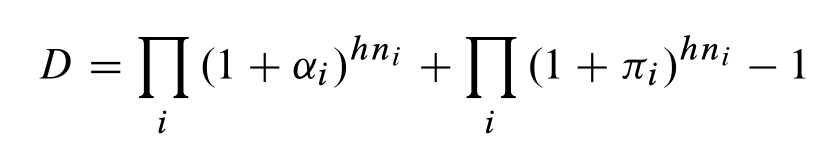 D = ∏_i (1 + α_i)^{hn_i} + ∏_i (1 + π_i)^{hn_i} − 1